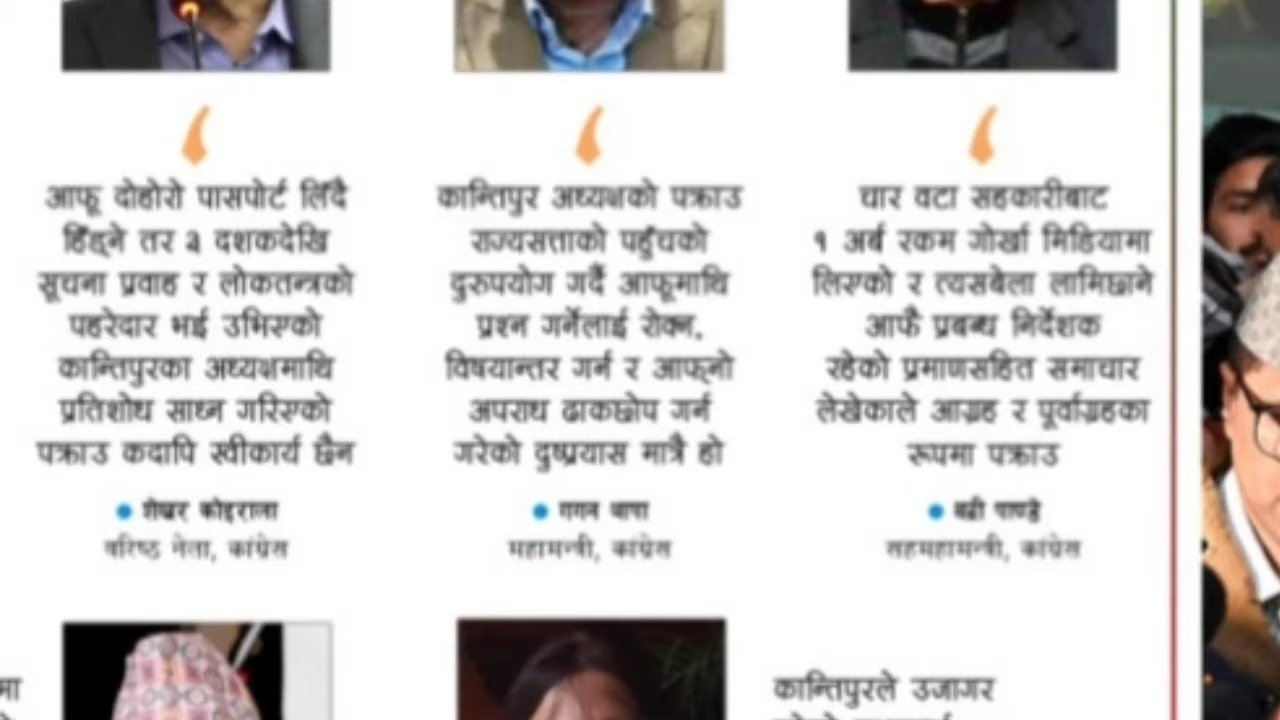 आफू दोहोरो पासपोर्ट लिँदै
हिँड्ने तर ३ दशकदेखि
सूचना प्रवाह र लोकतन्त्रको
पहरेदार भई उभिएको
कान्तिपुरका अध्यक्षमाथि
प्रतिशोध साध्न गरिएको
पक्राउ कदापि स्वीकार्य छैन
शेखर कोइराला
वरिष्ठ नेता, कांग्रेस
कान्तिपुर अध्यक्षको पक्राउ
राज्यसत्ताको पहुँचको
दुरुपयोग गर्दै आफूमाथि
प्रश्न गर्नेलाई रोक्न,
विषयान्तर गर्न र आफ्नो
अपराध ढाकछोप गर्न
गरेको दुष्प्रयास मात्रै हो
गगन थापा
महामन्त्री, कांग्रेस
चार वटा सहकारीबाट
१ अर्ब रकम गोर्खा मिडियामा
लिएको र त्यसबेला लामिछाने
आफै प्रबन्ध निर्देशक
रहेको प्रमाणसहित समाचार
लेखेकाले आग्रह र पूर्वाग्रहका
रूपमा पक्राउ
बद्री पाण्डे
सहमहामन्त्री, कांग्रेस
मा
कान्तिपुरले उजागर